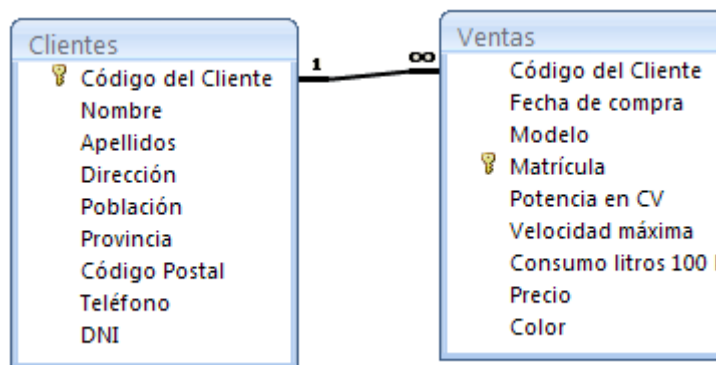 Clientes
Código del Cliente
Nombre
Apellidos
Dirección
Población
Provincia
Código Postal
Teléfono
DNI
1
∞
Ventas
Código del Cliente
Fecha de compra
Modelo
Matrícula
Potencia en CV
Velocidad máxima
Consumo litros 100
Precio
Color